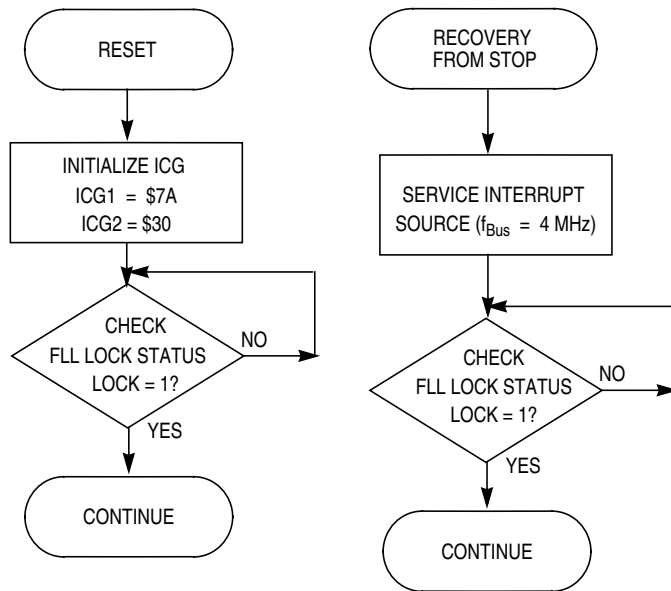 RESET
INITIALIZE ICG
ICG1 = $7A
ICG2 = $30
CHECK
FLL LOCK STATUS
LOCK = 1?
NO
YES
CONTINUE
RECOVERY
FROM STOP
SERVICE INTERRUPT
SOURCE (fBus = 4 MHz)
CHECK
FLL LOCK STATUS
LOCK = 1?
NO
YES
CONTINUE